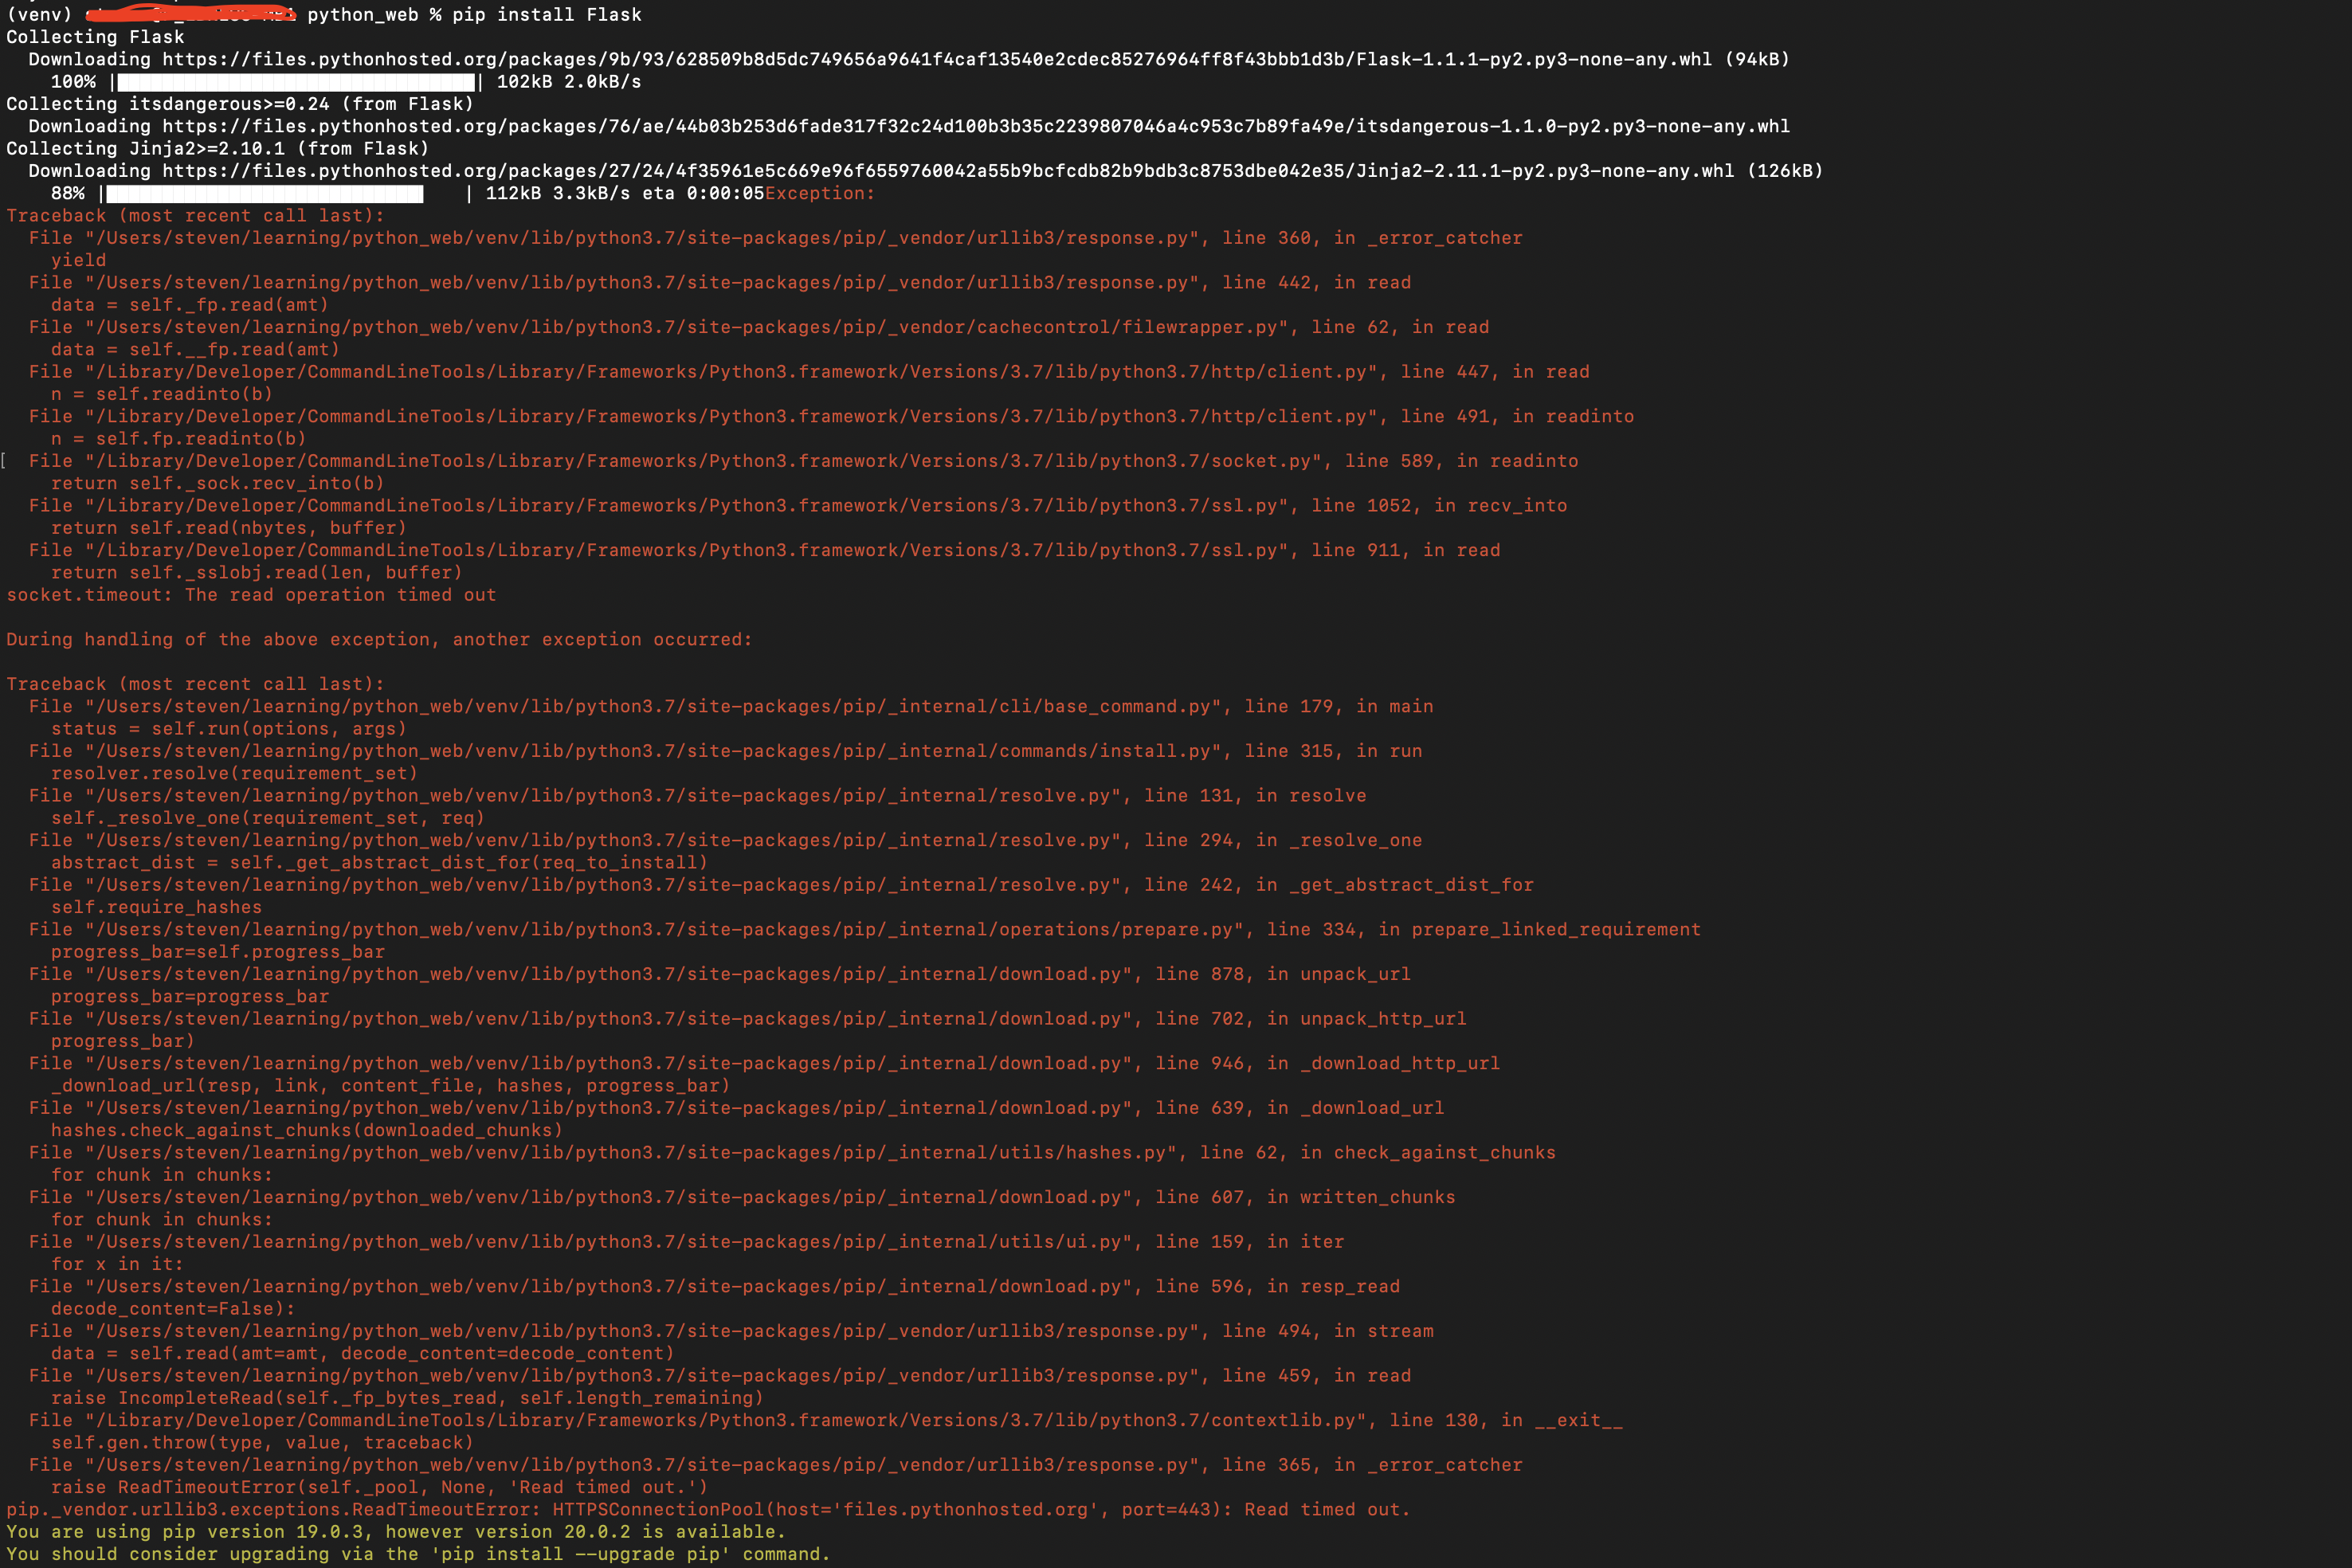 (venv) python_web % pip install Flask
Collecting Flask
  Downloading https://files.pythonhosted.org/packages/9b/93/628509b8d5dc749656a9641f4caf13540e2cdec85276964ff8f43bbb1d3b/Flask-1.1.1-py2.py3-none-any.whl (94kB)
    100% |████████████████████████████████| 102kB 2.0kB/s
Collecting itsdangerous>=0.24 (from Flask)
  Downloading https://files.pythonhosted.org/packages/76/ae/44b03b253d6fade317f32c24d100b3b35c2239807046a4c953c7b89fa49e/itsdangerous-1.1.0-py2.py3-none-any.whl
Collecting Jinja2>=2.10.1 (from Flask)
  Downloading https://files.pythonhosted.org/packages/27/24/4f35961e5c669e96f6559760042a55b9bcfcdb82b9bdb3c8753dbe042e35/Jinja2-2.11.1-py2.py3-none-any.whl (126kB)
    88% |████████████████████████████    | 112kB 3.3kB/s eta 0:00:05Exception:
Traceback (most recent call last):
  File "/Users/steven/learning/python_web/venv/lib/python3.7/site-packages/pip/_vendor/urllib3/response.py", line 360, in _error_catcher
    yield
  File "/Users/steven/learning/python_web/venv/lib/python3.7/site-packages/pip/_vendor/urllib3/response.py", line 442, in read
    data = self._fp.read(amt)
  File "/Users/steven/learning/python_web/venv/lib/python3.7/site-packages/pip/_vendor/cachecontrol/filewrapper.py", line 62, in read
    data = self.__fp.read(amt)
  File "/Library/Developer/CommandLineTools/Library/Frameworks/Python3.framework/Versions/3.7/lib/python3.7/http/client.py", line 447, in read
    n = self.readinto(b)
  File "/Library/Developer/CommandLineTools/Library/Frameworks/Python3.framework/Versions/3.7/lib/python3.7/http/client.py", line 491, in readinto
    n = self.fp.readinto(b)
[ File "/Library/Developer/CommandLineTools/Library/Frameworks/Python3.framework/Versions/3.7/lib/python3.7/socket.py", line 589, in readinto
    return self._sock.recv_into(b)
  File "/Library/Developer/CommandLineTools/Library/Frameworks/Python3.framework/Versions/3.7/lib/python3.7/ssl.py", line 1052, in recv_into
    return self.read(nbytes, buffer)
  File "/Library/Developer/CommandLineTools/Library/Frameworks/Python3.framework/Versions/3.7/lib/python3.7/ssl.py", line 911, in read
    return self._sslobj.read(len, buffer)
socket.timeout: The read operation timed out

During handling of the above exception, another exception occurred:

Traceback (most recent call last):
  File "/Users/steven/learning/python_web/venv/lib/python3.7/site-packages/pip/_internal/cli/base_command.py", line 179, in main
    status = self.run(options, args)
  File "/Users/steven/learning/python_web/venv/lib/python3.7/site-packages/pip/_internal/commands/install.py", line 315, in run
    resolver.resolve(requirement_set)
  File "/Users/steven/learning/python_web/venv/lib/python3.7/site-packages/pip/_internal/resolve.py", line 131, in resolve
    self._resolve_one(requirement_set, req)
  File "/Users/steven/learning/python_web/venv/lib/python3.7/site-packages/pip/_internal/resolve.py", line 294, in _resolve_one
    abstract_dist = self._get_abstract_dist_for(req_to_install)
  File "/Users/steven/learning/python_web/venv/lib/python3.7/site-packages/pip/_internal/resolve.py", line 242, in _get_abstract_dist_for
    self.require_hashes
  File "/Users/steven/learning/python_web/venv/lib/python3.7/site-packages/pip/_internal/operations/prepare.py", line 334, in prepare_linked_requirement
    progress_bar=self.progress_bar
  File "/Users/steven/learning/python_web/venv/lib/python3.7/site-packages/pip/_internal/download.py", line 878, in unpack_url
    progress_bar=progress_bar
  File "/Users/steven/learning/python_web/venv/lib/python3.7/site-packages/pip/_internal/download.py", line 702, in unpack_http_url
    progress_bar)
  File "/Users/steven/learning/python_web/venv/lib/python3.7/site-packages/pip/_internal/download.py", line 946, in _download_http_url
    _download_url(resp, link, content_file, hashes, progress_bar)
  File "/Users/steven/learning/python_web/venv/lib/python3.7/site-packages/pip/_internal/download.py", line 639, in _download_url
    hashes.check_against_chunks(downloaded_chunks)
  File "/Users/steven/learning/python_web/venv/lib/python3.7/site-packages/pip/_internal/utils/hashes.py", line 62, in check_against_chunks
    for chunk in chunks:
  File "/Users/steven/learning/python_web/venv/lib/python3.7/site-packages/pip/_internal/download.py", line 607, in written_chunks
    for chunk in chunks:
  File "/Users/steven/learning/python_web/venv/lib/python3.7/site-packages/pip/_internal/utils/ui.py", line 159, in iter
    for x in it:
  File "/Users/steven/learning/python_web/venv/lib/python3.7/site-packages/pip/_internal/download.py", line 596, in resp_read
    decode_content=False):
  File "/Users/steven/learning/python_web/venv/lib/python3.7/site-packages/pip/_vendor/urllib3/response.py", line 494, in stream
    data = self.read(amt=amt, decode_content=decode_content)
  File "/Users/steven/learning/python_web/venv/lib/python3.7/site-packages/pip/_vendor/urllib3/response.py", line 459, in read
    raise IncompleteRead(self._fp_bytes_read, self.length_remaining)
  File "/Library/Developer/CommandLineTools/Library/Frameworks/Python3.framework/Versions/3.7/lib/python3.7/contextlib.py", line 130, in __exit__
    self.gen.throw(type, value, traceback)
  File "/Users/steven/learning/python_web/venv/lib/python3.7/site-packages/pip/_vendor/urllib3/response.py", line 365, in _error_catcher
    raise ReadTimeoutError(self._pool, None, 'Read timed out.')
pip._vendor.urllib3.exceptions.ReadTimeoutError: HTTPSConnectionPool(host='files.pythonhosted.org', port=443): Read timed out.
You are using pip version 19.0.3, however version 20.0.2 is available.
You should consider upgrading via the 'pip install --upgrade pip' command.